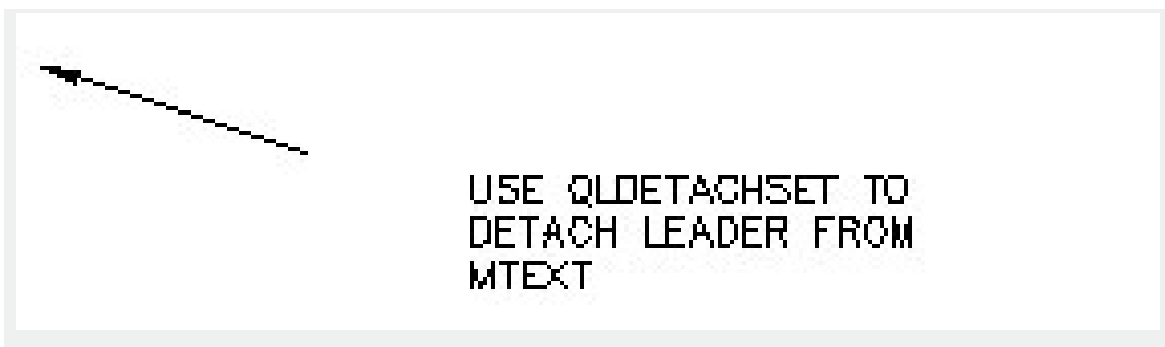 USE QLDETACHSET TO
DETACH LEADER FROM
MTEXT